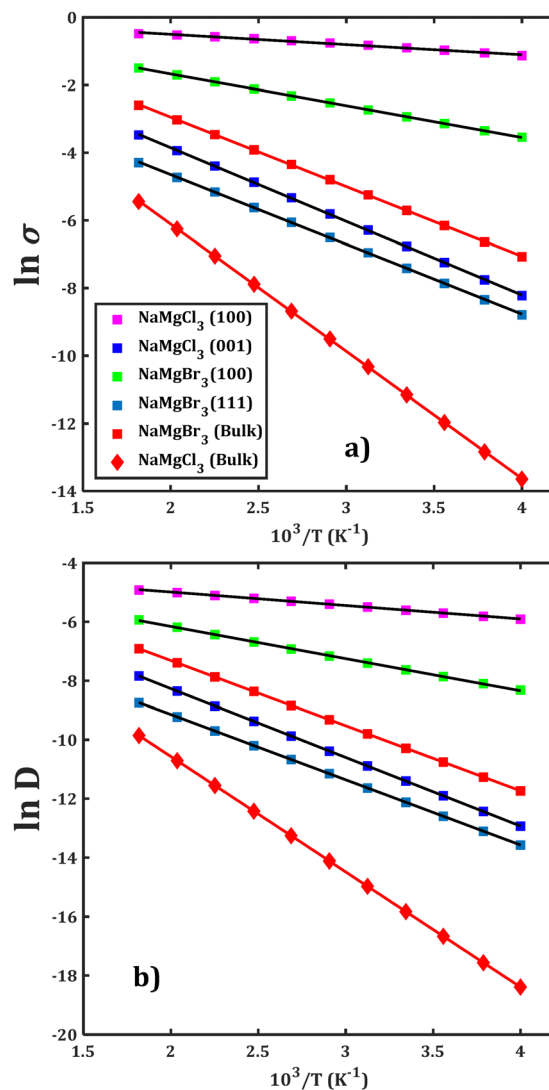 0
-2
-4
-6
-8
-10
-12
-14
ln σ
NaMgCl3 (100)
NaMgCl3 (001)
NaMgBr3(100)
NaMgBr3(111)
NaMgBr3 (Bulk)
NaMgCl3 (Bulk)
a)
1.5 2 2.5 3 3.5 4
10^3/T (K^-1)
-4
-6
-8
-10
-12
-14
-16
-18
-20
ln D
b)
1.5 2 2.5 3 3.5 4
10^3/T (K^-1)